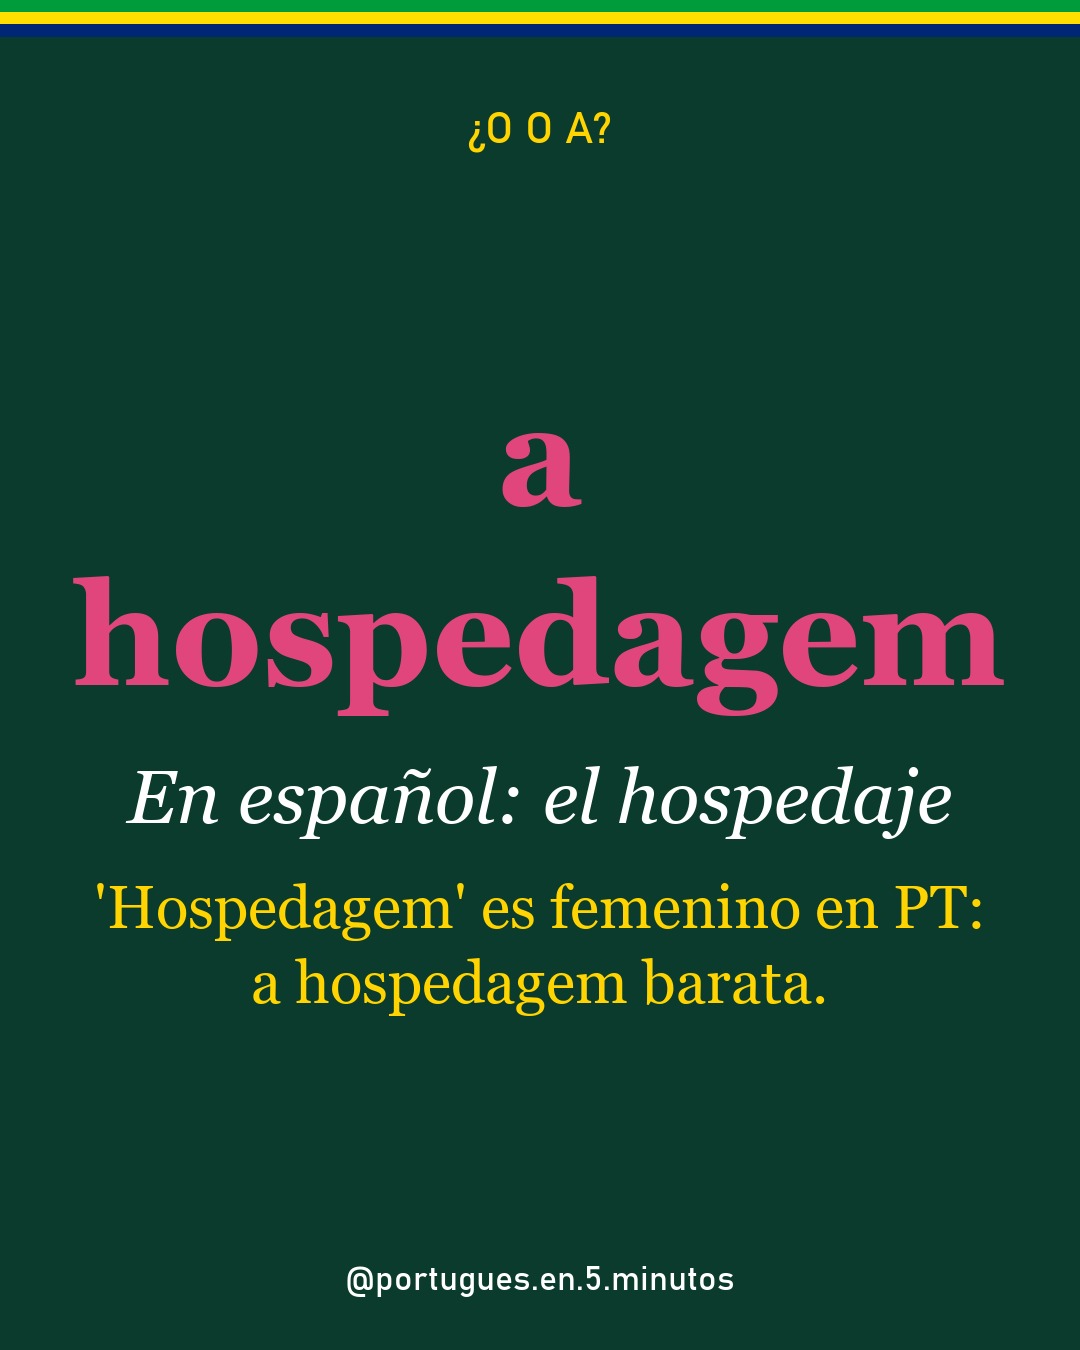 ¿O O A?
a
hospedagem
En español: el hospedaje
'Hospedagem' es femenino en PT:
a hospedagem barata.
@portugues.en.5.minutos